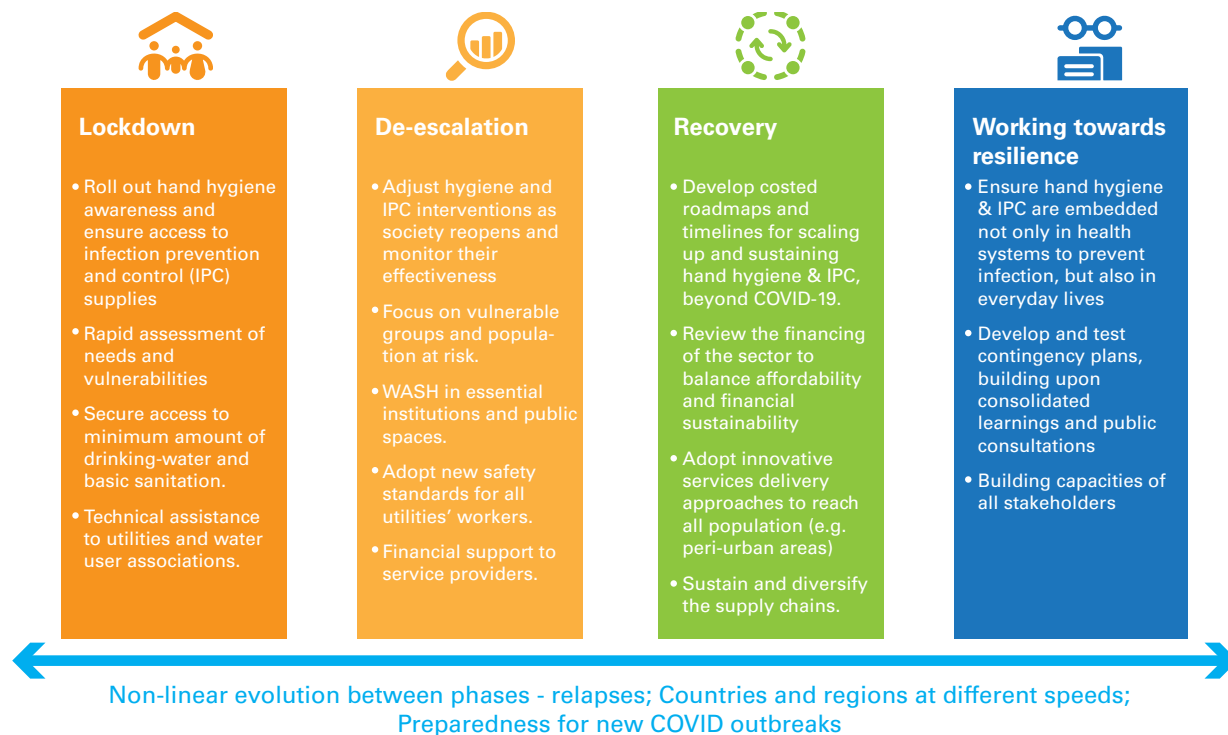 Lockdown
• Roll out hand hygiene
awareness and
ensure access to
infection prevention
and control (IPC)
supplies
• Rapid assessment of
needs and
vulnerabilities
• Secure access to
minimum amount of
drinking-water and
basic sanitation.
• Technical assistance
to utilities and water
user associations.
De-escalation
• Adjust hygiene and
IPC interventions as
society reopens and
monitor their
effectiveness
• Focus on vulnerable
groups and popula-
tion at risk.
• WASH in essential
institutions and public
spaces.
• Adopt new safety
standards for all
utilities’ workers.
• Financial support to
service providers.
Recovery
• Develop costed
roadmaps and
timelines for scaling
up and sustaining
hand hygiene & IPC,
beyond COVID-19.
• Review the financing
of the sector to
balance affordability
and financial
sustainability
• Adopt innovative
services delivery
approaches to reach
all population (e.g.
peri-urban areas)
• Sustain and diversify
the supply chains.
Working towards
resilience
• Ensure hand hygiene
& IPC are embedded
not only in health
systems to prevent
infection, but also in
everyday lives
• Develop and test
contingency plans,
building upon
consolidated
learnings and public
consultations
• Building capacities of
all stakeholders
Non-linear evolution between phases - relapses; Countries and regions at different speeds;
Preparedness for new COVID outbreaks